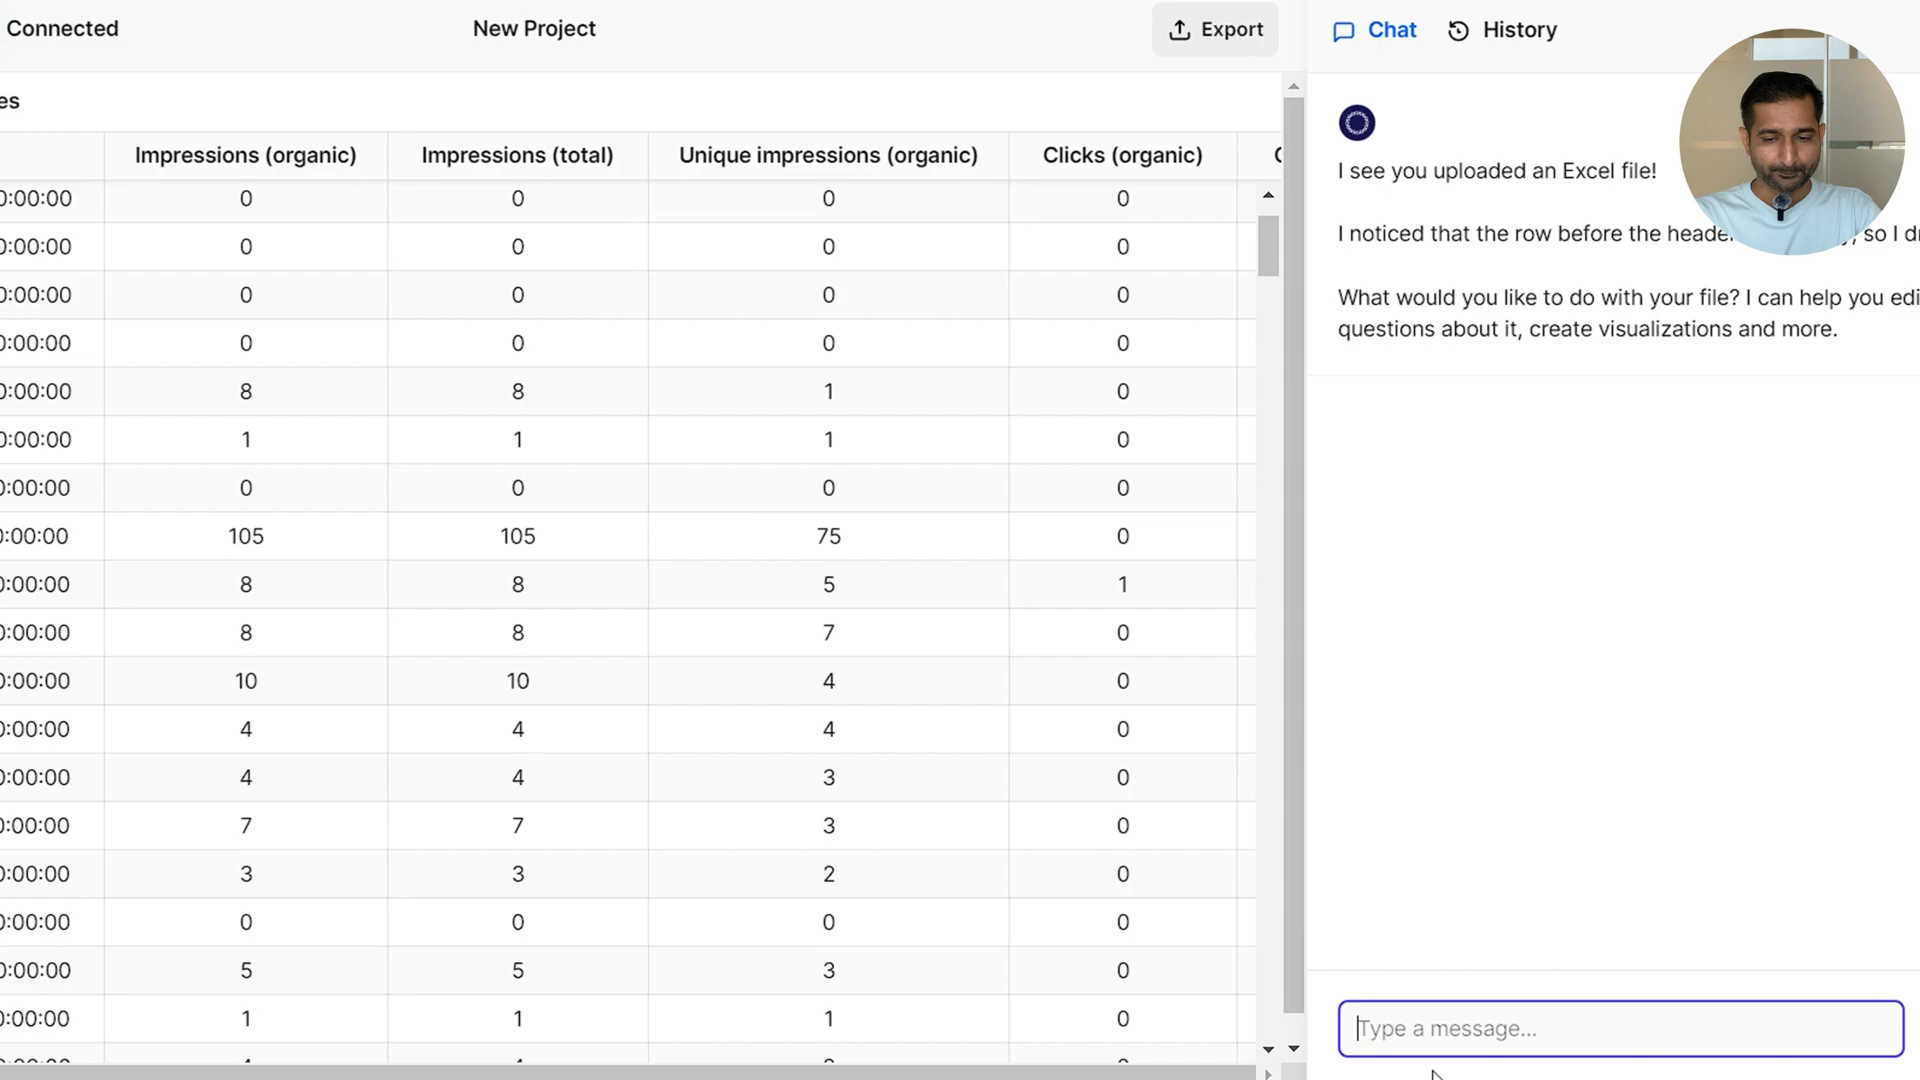 Connected
New Project
Export
Chat
History
es
Impressions (organic) Impressions (total) Unique impressions (organic) Clicks (organic)
0:00:00 0 0 0 0
0:00:00 0 0 0 0
0:00:00 0 0 0 0
0:00:00 0 0 0 0
0:00:00 8 8 1 0
0:00:00 1 1 1 0
0:00:00 0 0 0 0
0:00:00 105 105 75 0
0:00:00 8 8 5 1
0:00:00 8 8 7 0
0:00:00 10 10 4 0
0:00:00 4 4 4 0
0:00:00 4 4 3 0
0:00:00 7 7 3 0
0:00:00 3 3 2 0
0:00:00 0 0 0 0
0:00:00 5 5 3 0
0:00:00 1 1 1 0
I see you uploaded an Excel file!
I noticed that the row before the heade so I
What would you like to do with your file? I can help you edi
questions about it, create visualizations and more.
Type a message...